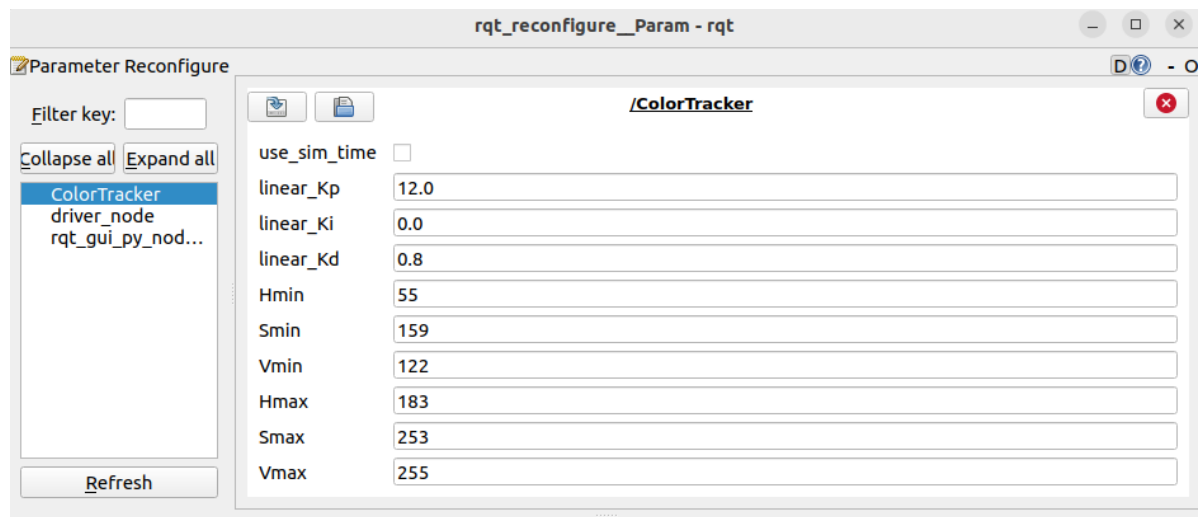 rqt_reconfigure__Param - rqt
Parameter Reconfigure
D - O
Filter key:
Collapse all Expand all
ColorTracker
driver_node
rqt_gui_py_nod...
Refresh
/ColorTracker
use_sim_time
linear_Kp 12.0
linear_Ki 0.0
linear_Kd 0.8
Hmin 55
Smin 159
Vmin 122
Hmax 183
Smax 253
Vmax 255